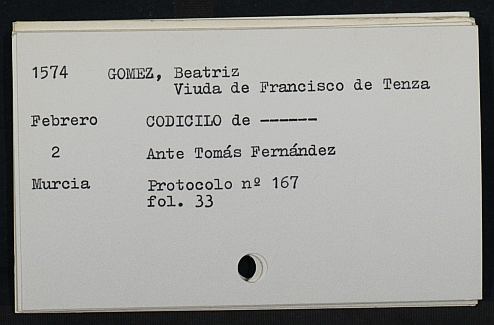 1574 GOMEZ, Beatriz
Viuda de Francisco de Tenza
Febrero CODICILO de ------
2 Ante Tomás Fernández
Murcia Protocolo nº 167
fol. 33